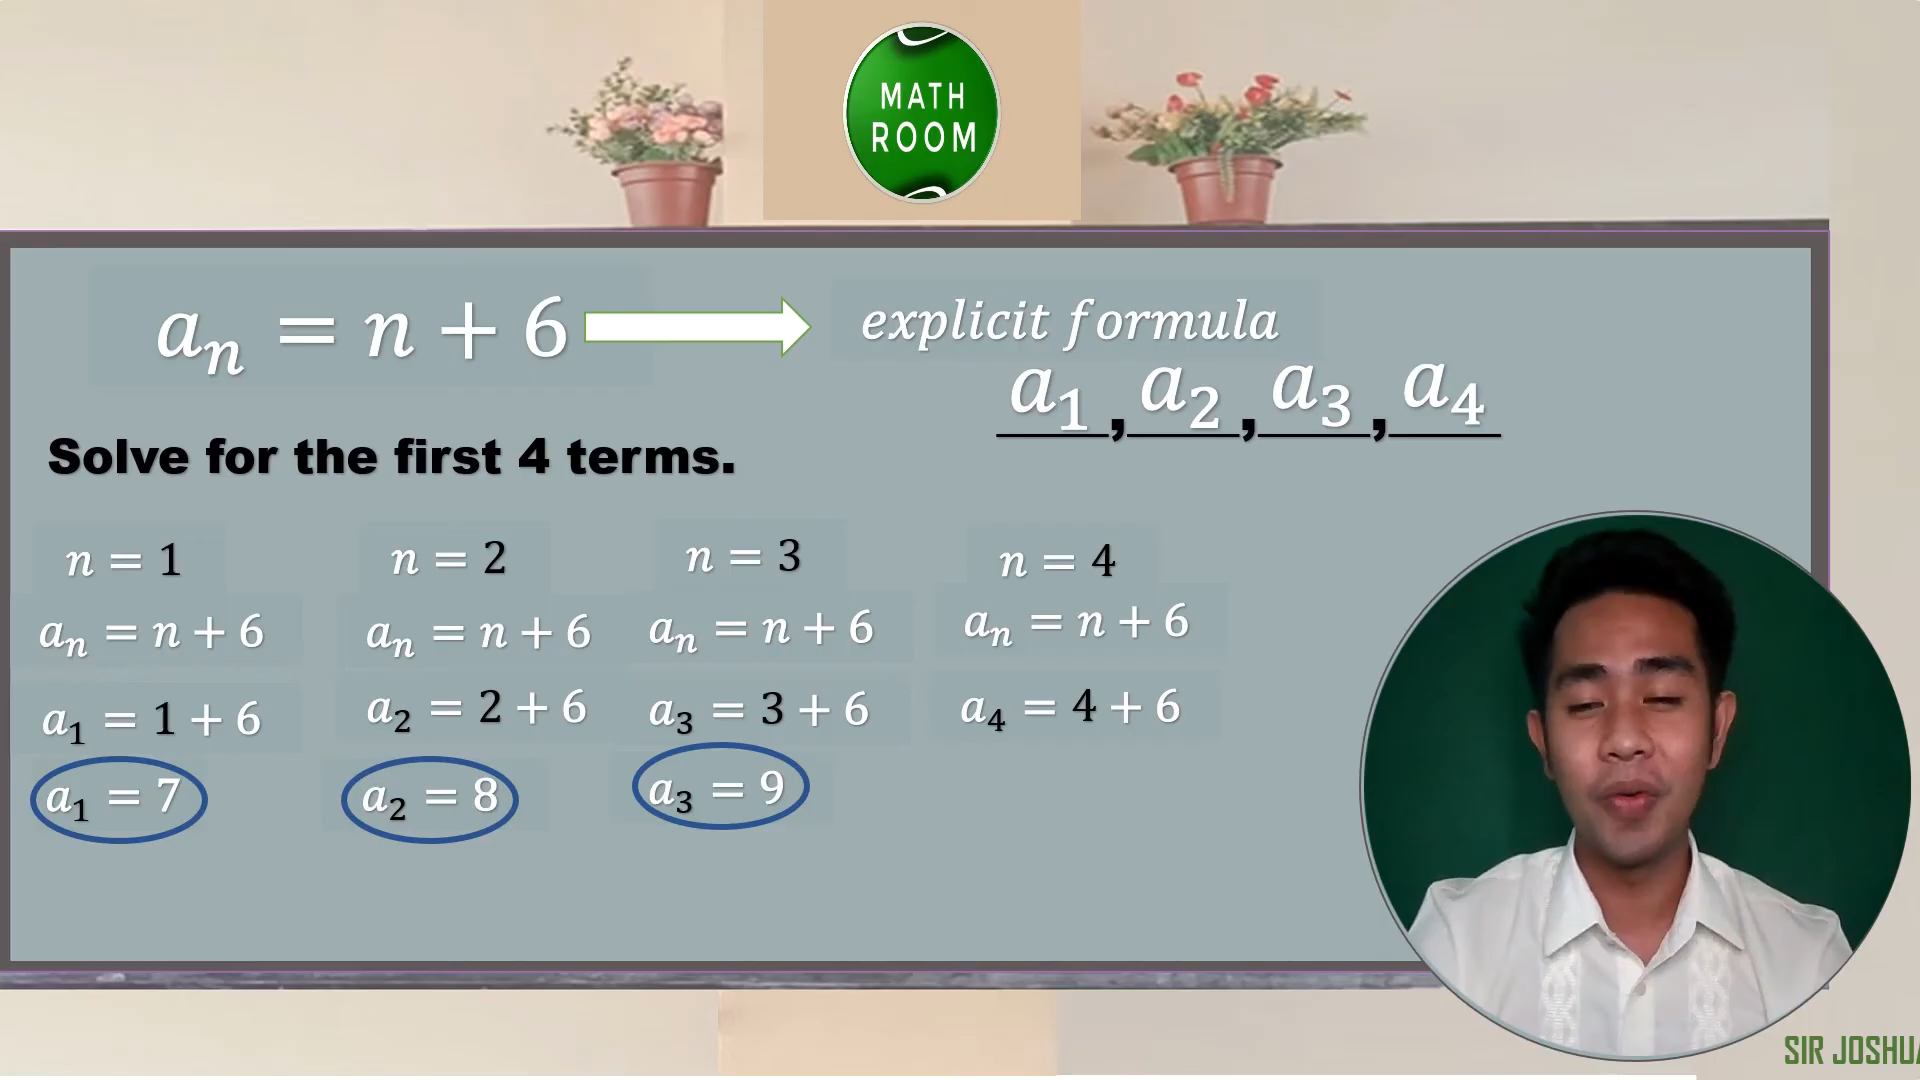 MATH
ROOM
aₙ = n + 6
explicit formula
a₁, a₂, a₃, a₄
Solve for the first 4 terms.
n = 1
aₙ = n + 6
a₁ = 1 + 6
a₁ = 7
n = 2
aₙ = n + 6
a₂ = 2 + 6
a₂ = 8
n = 3
aₙ = n + 6
a₃ = 3 + 6
a₃ = 9
n = 4
aₙ = n + 6
a₄ = 4 + 6
SIR JOSHUA